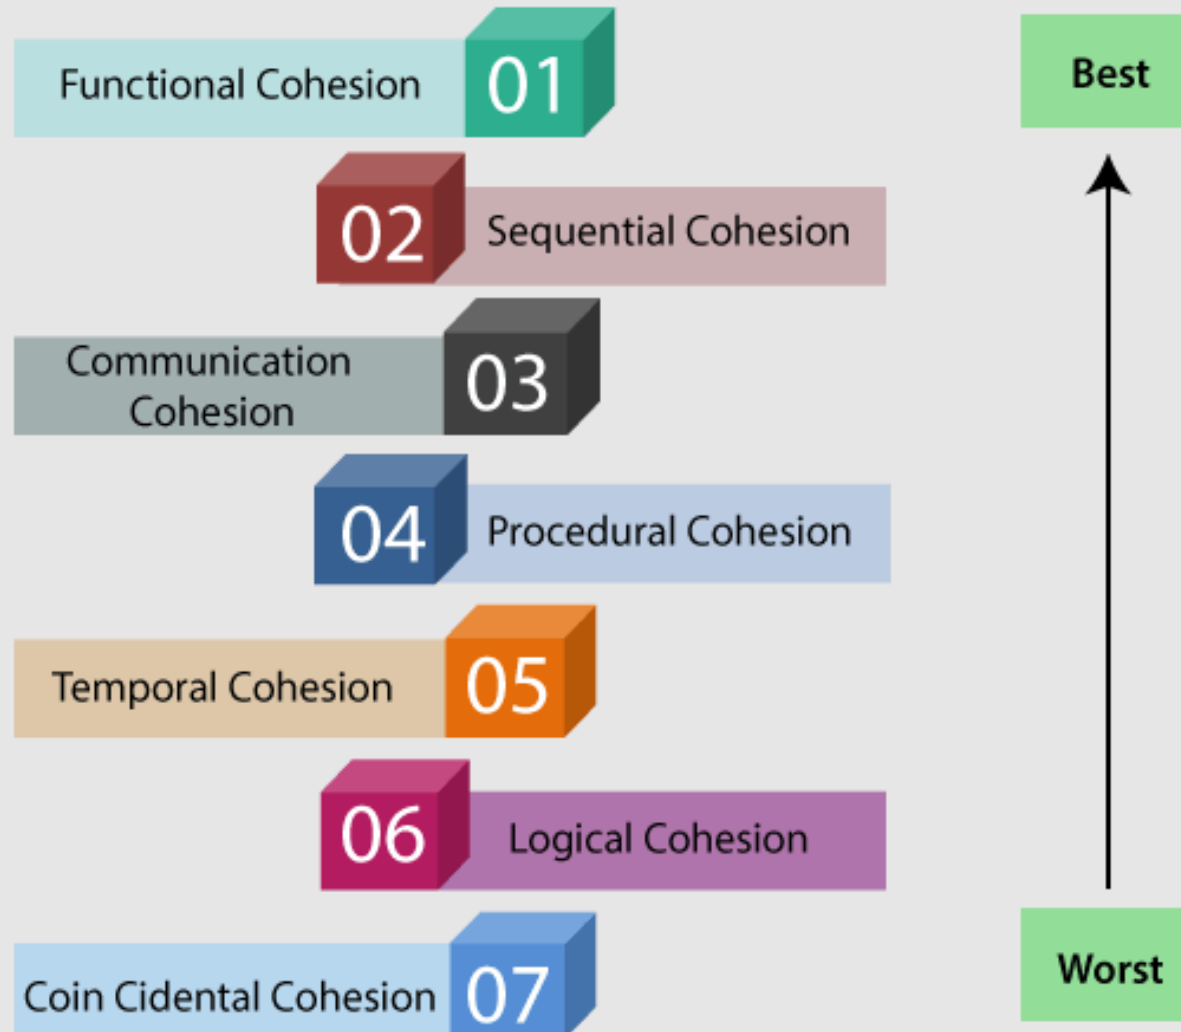 Functional Cohesion 01
Best
02 Sequential Cohesion
Communication
Cohesion
03
04 Procedural Cohesion
Temporal Cohesion 05
06 Logical Cohesion
Coin Cidental Cohesion 07
Worst